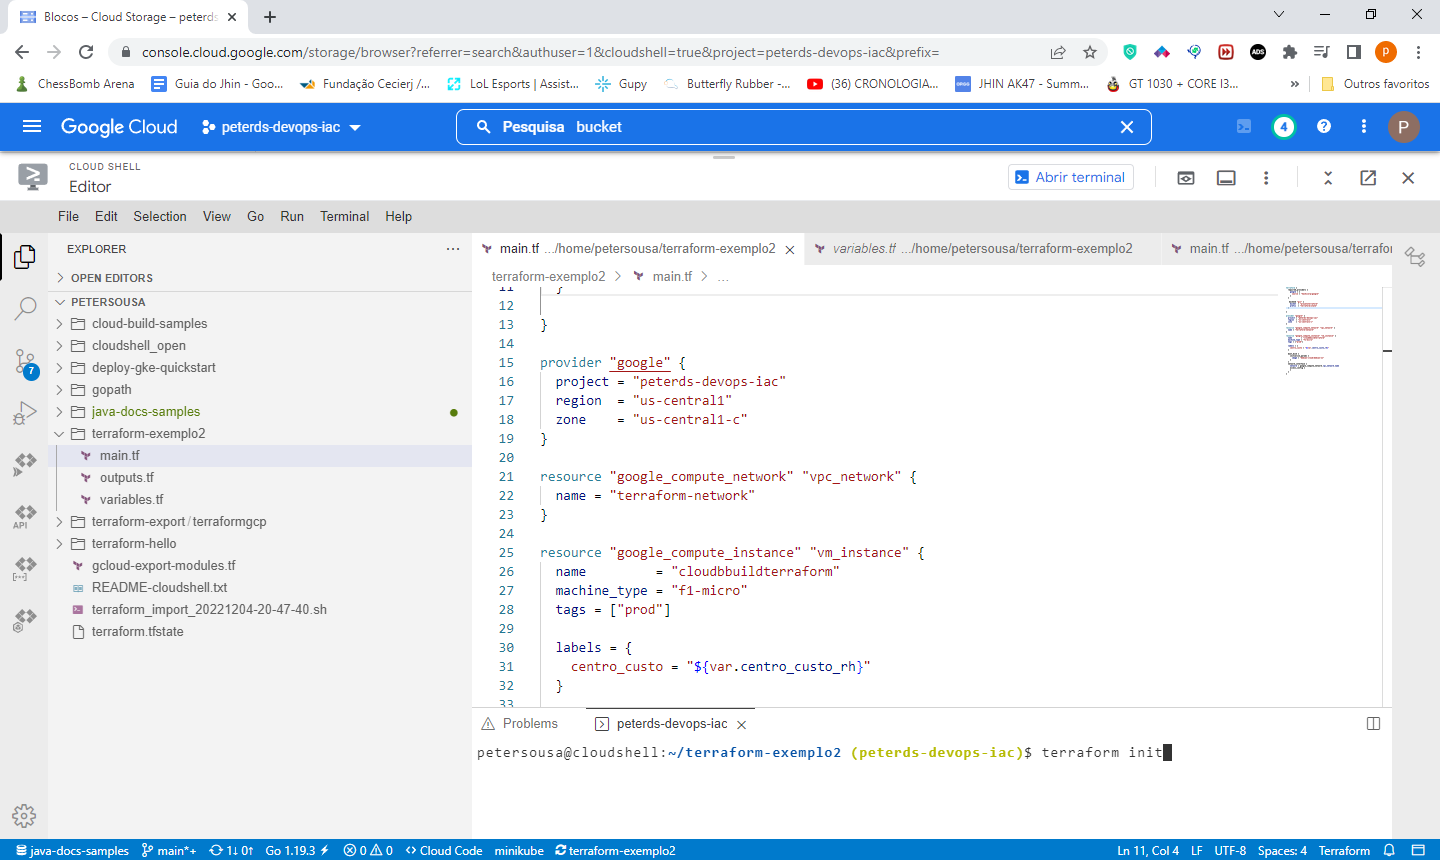 Blocos – Cloud Storage – peterds
console.cloud.google.com/storage/browser?referrer=search&authuser=1&cloudshell=true&project=peterds-devops-iac&prefix=
ChessBomb Arena Guia do Jhin - Goo... Fundação Cecierj /... LoL Esports | Assist... Gupy Butterfly Rubber -... (36) CRONOLOGIA... JHIN AK47 - Summ... GT 1030 + CORE I3... » Outros favoritos
Google Cloud peterds-devops-iac Pesquisa bucket 4 P
CLOUD SHELL
Editor
Abrir terminal
File Edit Selection View Go Run Terminal Help
EXPLORER
OPEN EDITORS
PETERSOUSA
cloud-build-samples
cloudshell_open
deploy-gke-quickstart
gopath
java-docs-samples
terraform-exemplo2
main.tf
outputs.tf
variables.tf
terraform-export/terraformgcp
terraform-hello
gcloud-export-modules.tf
README-cloudshell.txt
terraform_import_20221204-20-47-40.sh
terraform.tfstate
7
API
main.tf .../home/petersousa/terraform-exemplo2 variables.tf .../home/petersousa/terraform-exemplo2 main.tf .../home/petersousa/terrafor
terraform-exemplo2 > main.tf > ...
11 }
12
13 }
14
15 provider "google" {
16 project = "peterds-devops-iac"
17 region = "us-central1"
18 zone = "us-central1-c"
19 }
20
21 resource "google_compute_network" "vpc_network" {
22 name = "terraform-network"
23 }
24
25 resource "google_compute_instance" "vm_instance" {
26 name = "cloudbbuildterraform"
27 machine_type = "f1-micro"
28 tags = ["prod"]
29
30 labels = {
31 centro_custo = "${var.centro_custo_rh}"
32 }
33
Problems peterds-devops-iac
petersousa@cloudshell:~/terraform-exemplo2 (peterds-devops-iac)$ terraform init
java-docs-samples main*+ 1↓ 0↑ Go 1.19.3 0 0 Cloud Code minikube terraform-exemplo2 Ln 11, Col 4 LF UTF-8 Spaces: 4 Terraform